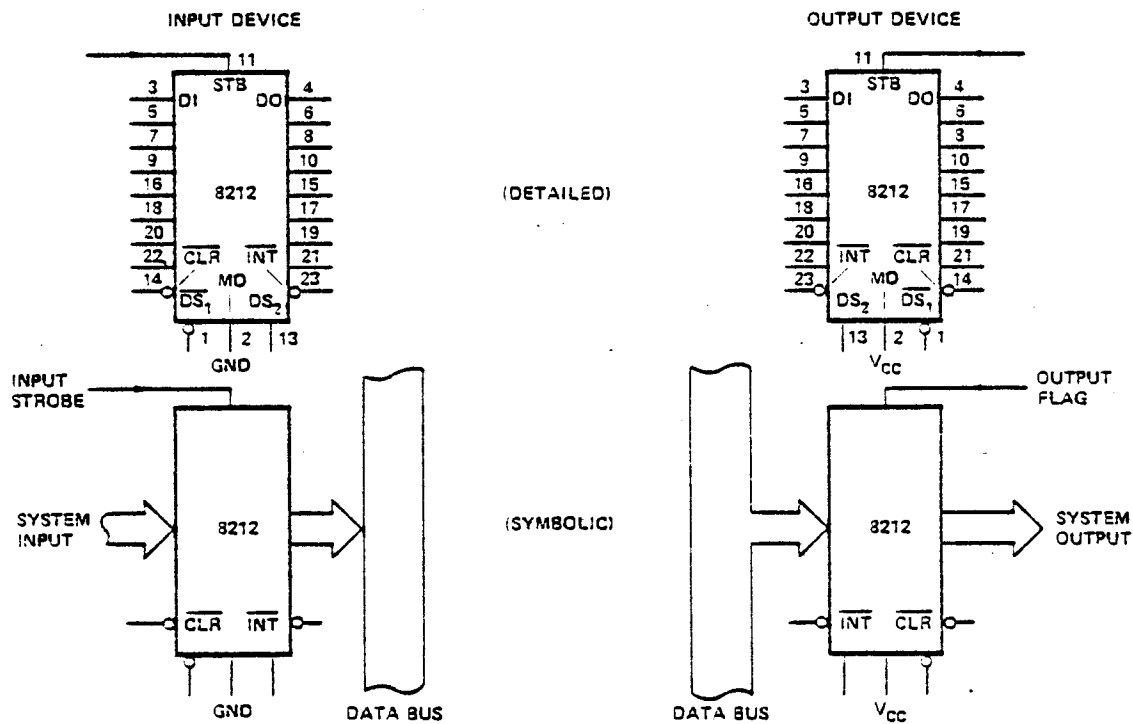 INPUT DEVICE
OUTPUT DEVICE
11
STB
3 DI DO 4
5 6
7 8
9 10
16 8212 15
18 17
20 19
22 CLR INT 21
14 MD 23
DS1 DS2
1 2 13
GND
(DETAILED)
11
STB
3 DI DO 4
5 6
7 3
9 10
16 8212 15
18 17
20 19
22 INT CLR 21
23 MD 14
DS2 DS1
13 2 1
VCC
INPUT
STROBE
OUTPUT
FLAG
SYSTEM
INPUT
8212
(SYMBOLIC)
8212
SYSTEM
OUTPUT
CLR INT
INT CLR
GND
DATA BUS
DATA BUS
VCC